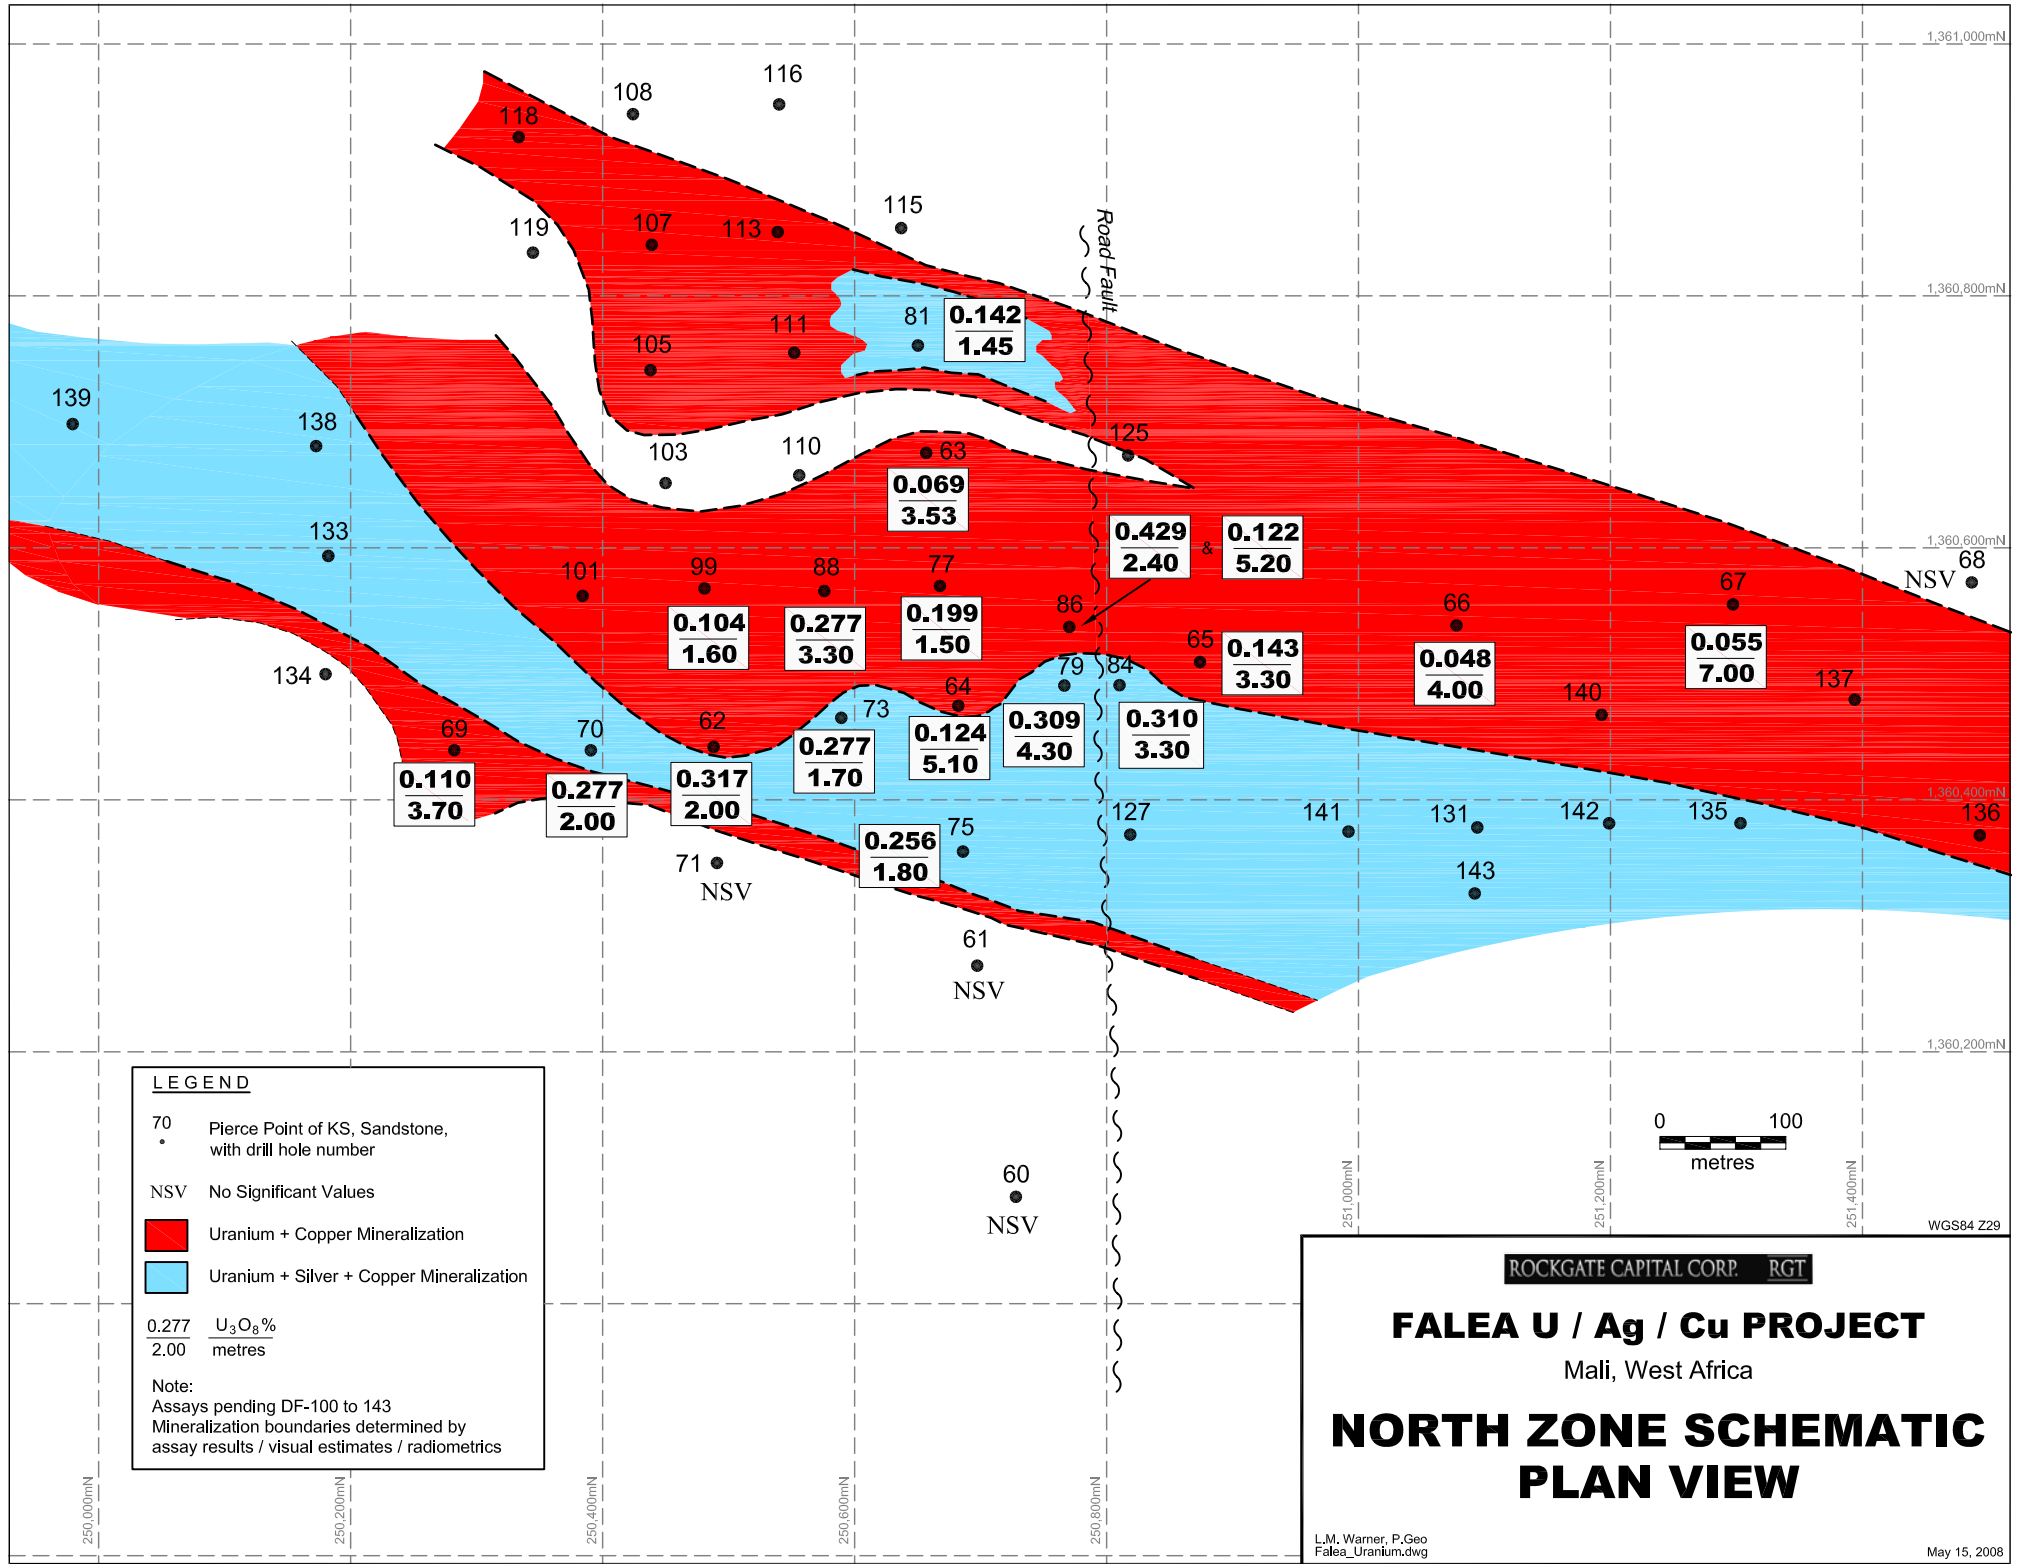 1,361,000mN
116
108
118
115
119
107
113
Road Fault
1,360,800mN
81
0.142
1.45
111
105
139
138
125
103
110
63
0.069
3.53
133
0.429
2.40
&
0.122
5.20
1,360,600mN
68
NSV
101
99
88
77
86
66
67
0.104
1.60
0.277
3.30
0.199
1.50
65
0.143
3.30
0.048
4.00
0.055
7.00
134
79
84
64
73
140
137
69
70
62
0.277
1.70
0.124
5.10
0.309
4.30
0.310
3.30
0.110
3.70
0.277
2.00
0.317
2.00
1,360,400mN
75
127
141
131
142
135
136
0.256
1.80
71
NSV
143
61
NSV
1,360,200mN
LEGEND
70
Pierce Point of KS, Sandstone,
with drill hole number
NSV No Significant Values
Uranium + Copper Mineralization
Uranium + Silver + Copper Mineralization
0.277 U3O8%
2.00 metres
Note:
Assays pending DF-100 to 143
Mineralization boundaries determined by
assay results / visual estimates / radiometrics
60
NSV
0 100
metres
250,000mN
250,200mN
250,400mN
250,600mN
250,800mN
251,000mN
251,200mN
251,400mN
WGS84 Z29
ROCKGATE CAPITAL CORP. RGT
FALEA U / Ag / Cu PROJECT
Mali, West Africa
NORTH ZONE SCHEMATIC
PLAN VIEW
L.M. Warner, P.Geo
Falea_Uranium.dwg
May 15, 2008